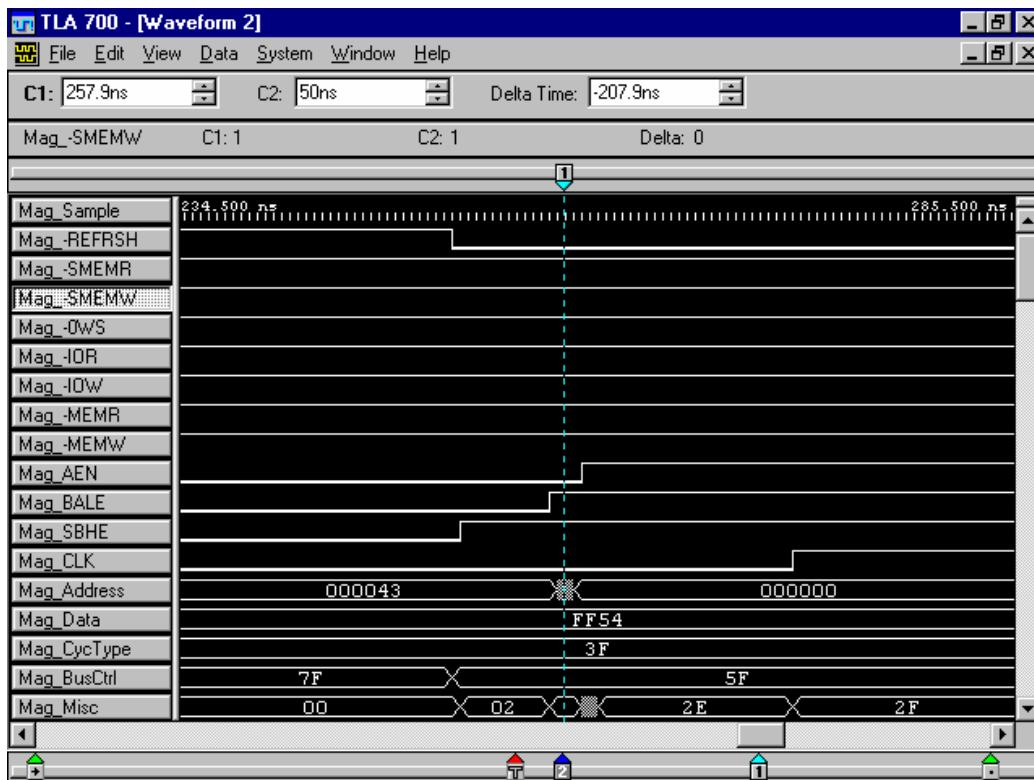 TLA 700 - [Waveform 2]
File Edit View Data System Window Help
C1: 257.9ns C2: 50ns Delta Time: -207.9ns
Mag_-SMEMW C1: 1 C2: 1 Delta: 0
1
Mag_Sample 234.500 ns 285.500 ns
Mag_-REFRSH
Mag_-SMEMR
Mag_-SMEMW
Mag_-0WS
Mag_-IOR
Mag_-IOW
Mag_-MEMR
Mag_-MEMW
Mag_AEN
Mag_BALE
Mag_SBHE
Mag_CLK
Mag_Address 000043 000000
Mag_Data FF54
Mag_CycType 3F
Mag_BusCtrl 7F 5F
Mag_Misc 00 02 2E 2F
T 2 1